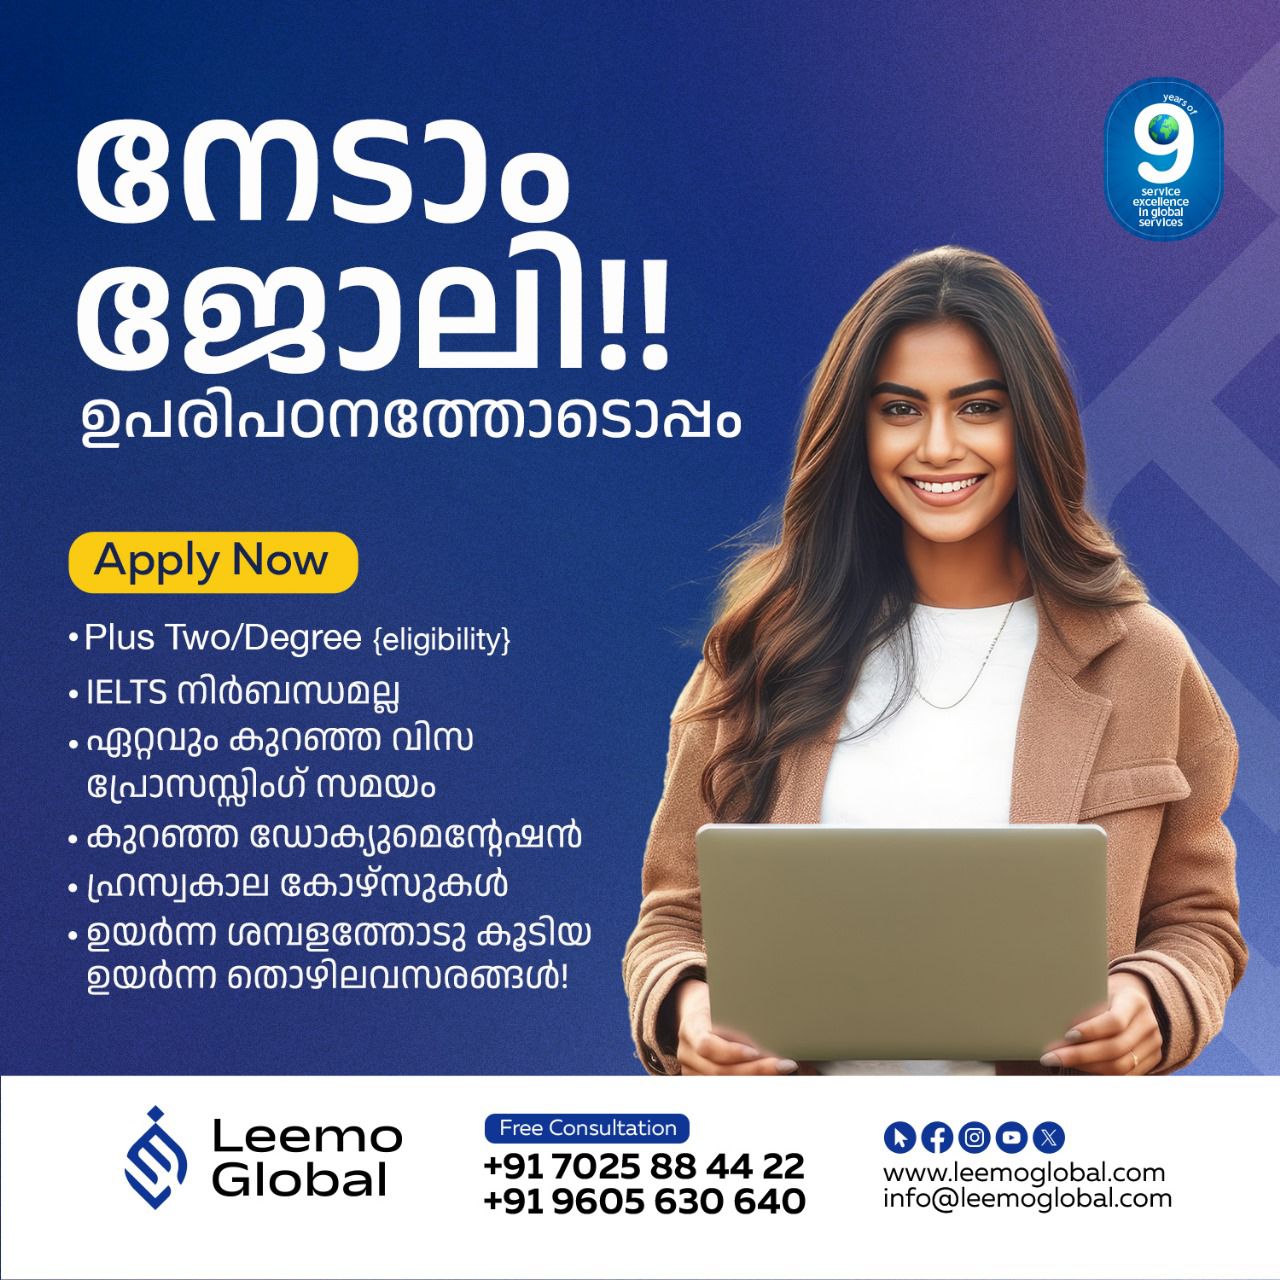 നേടാം
ജോലി!!
ഉപരിപഠനത്തോടൊപ്പം
years of
9
service
excellence
in global
services
Apply Now
• Plus Two/Degree {eligibility}
• IELTS നിർബന്ധമല്ല
• ഏറ്റവും കുറഞ്ഞ വിസ
പ്രോസസ്സിംഗ് സമയം
• കുറഞ്ഞ ഡോക്യുമെന്റേഷൻ
• ഹ്രസ്വകാല കോഴ്സുകൾ
• ഉയർന്ന ശമ്പളത്തോടു കൂടിയ
ഉയർന്ന തൊഴിലവസരങ്ങൾ!
Leemo
Global
Free Consultation
+91 7025 88 44 22
+91 9605 630 640
www.leemoglobal.com
info@leemoglobal.com